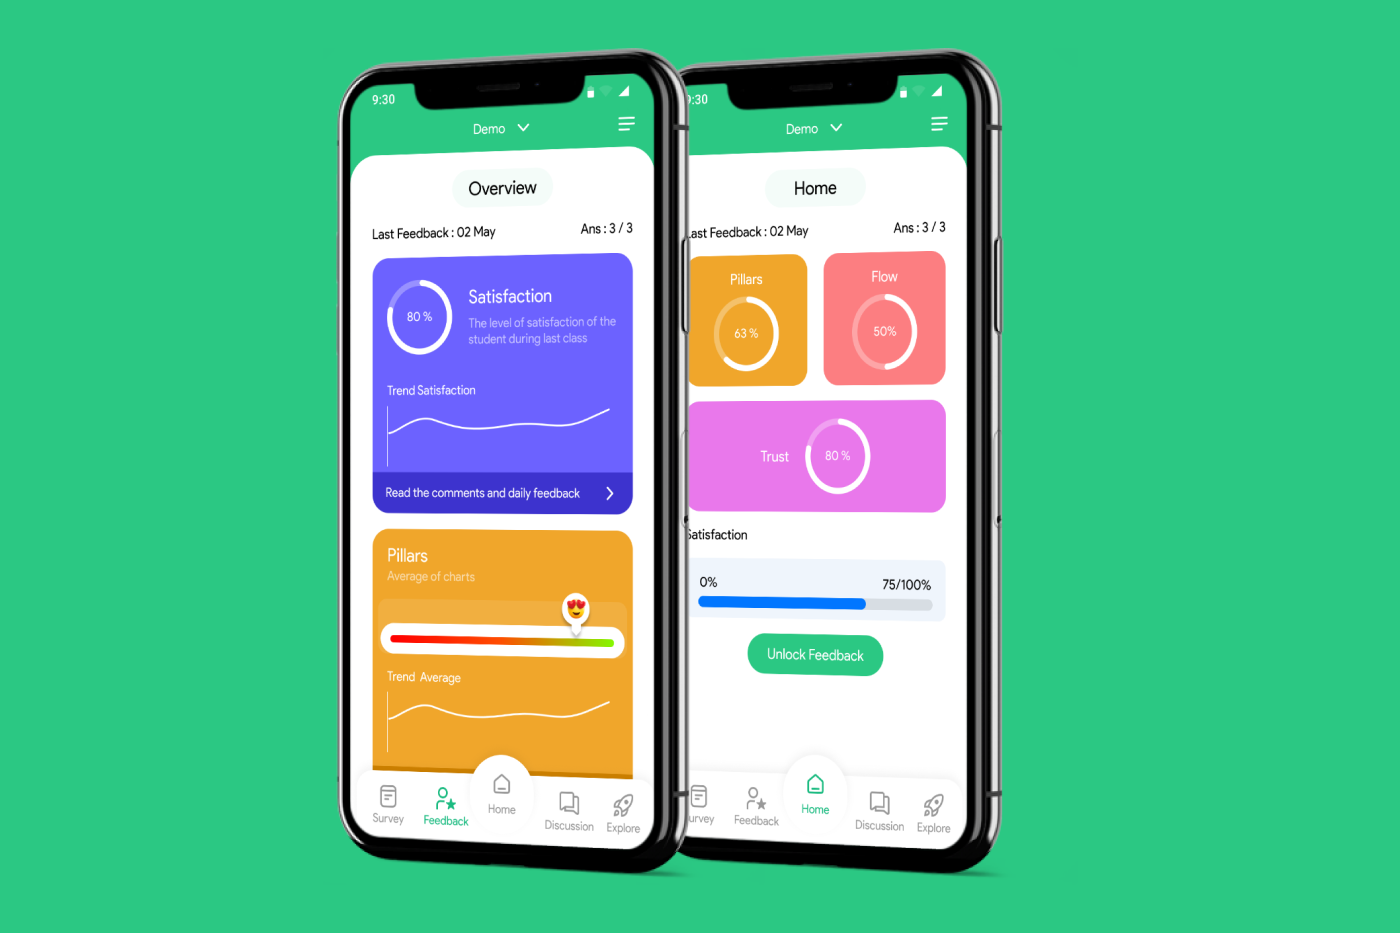 9:30
Demo
Overview
Last Feedback : 02 May
Ans : 3 / 3
80 %
Satisfaction
The level of satisfaction of the
student during last class
Trend Satisfaction
Read the comments and daily feedback
Pillars
Average of charts
Trend Average
Survey
Feedback
Home
Discussion
Explore
9:30
Demo
Home
Last Feedback : 02 May
Ans : 3 / 3
Pillars
63 %
Flow
50%
Trust
80 %
Satisfaction
0%
75/100%
Unlock Feedback
urvey
Feedback
Home
Discussion
Explore